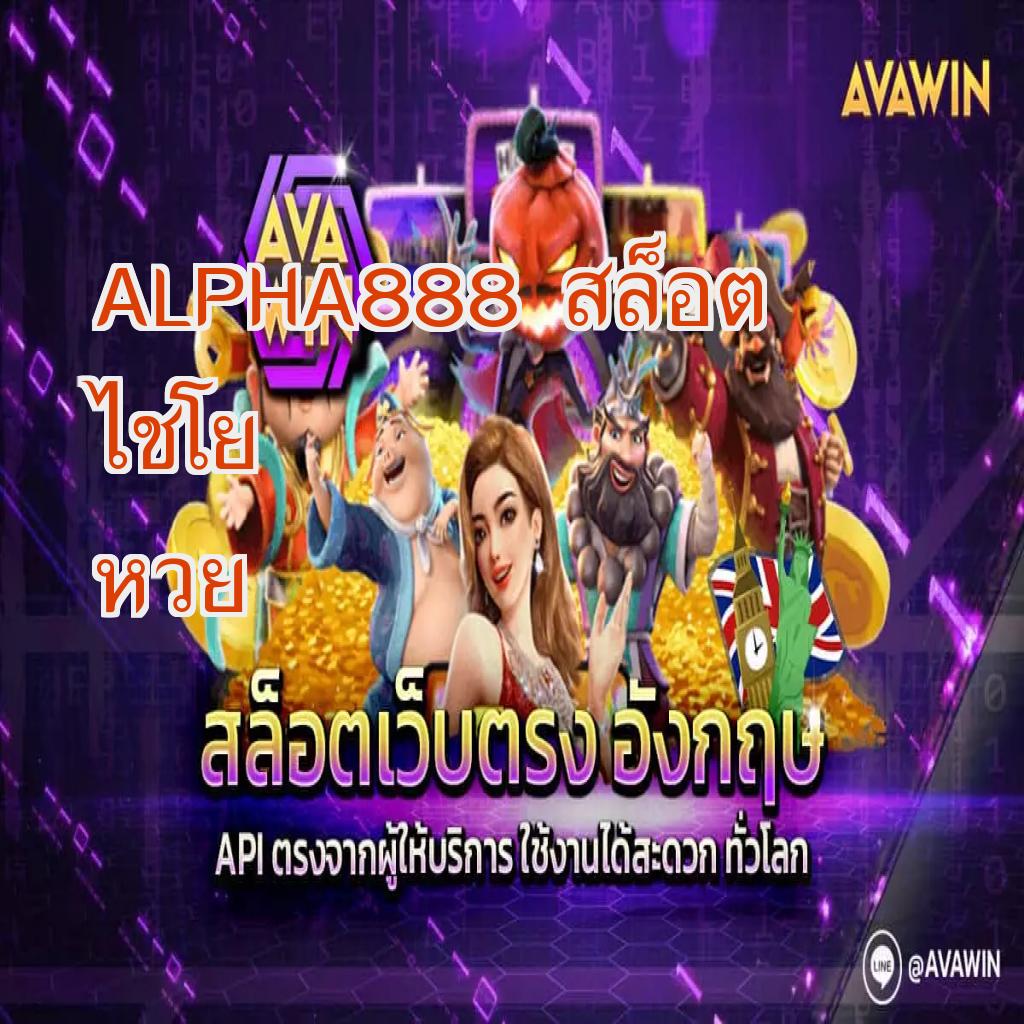 AVAWIN
AVA
WIN
ALPHA888 สล็อต
ไชโย
หวย
สล็อตเว็บตรง อังกฤษ
API ตรงจากผู้ให้บริการ ใช้งานได้สะดวก ทั่วโลก
LINE @AVAWIN